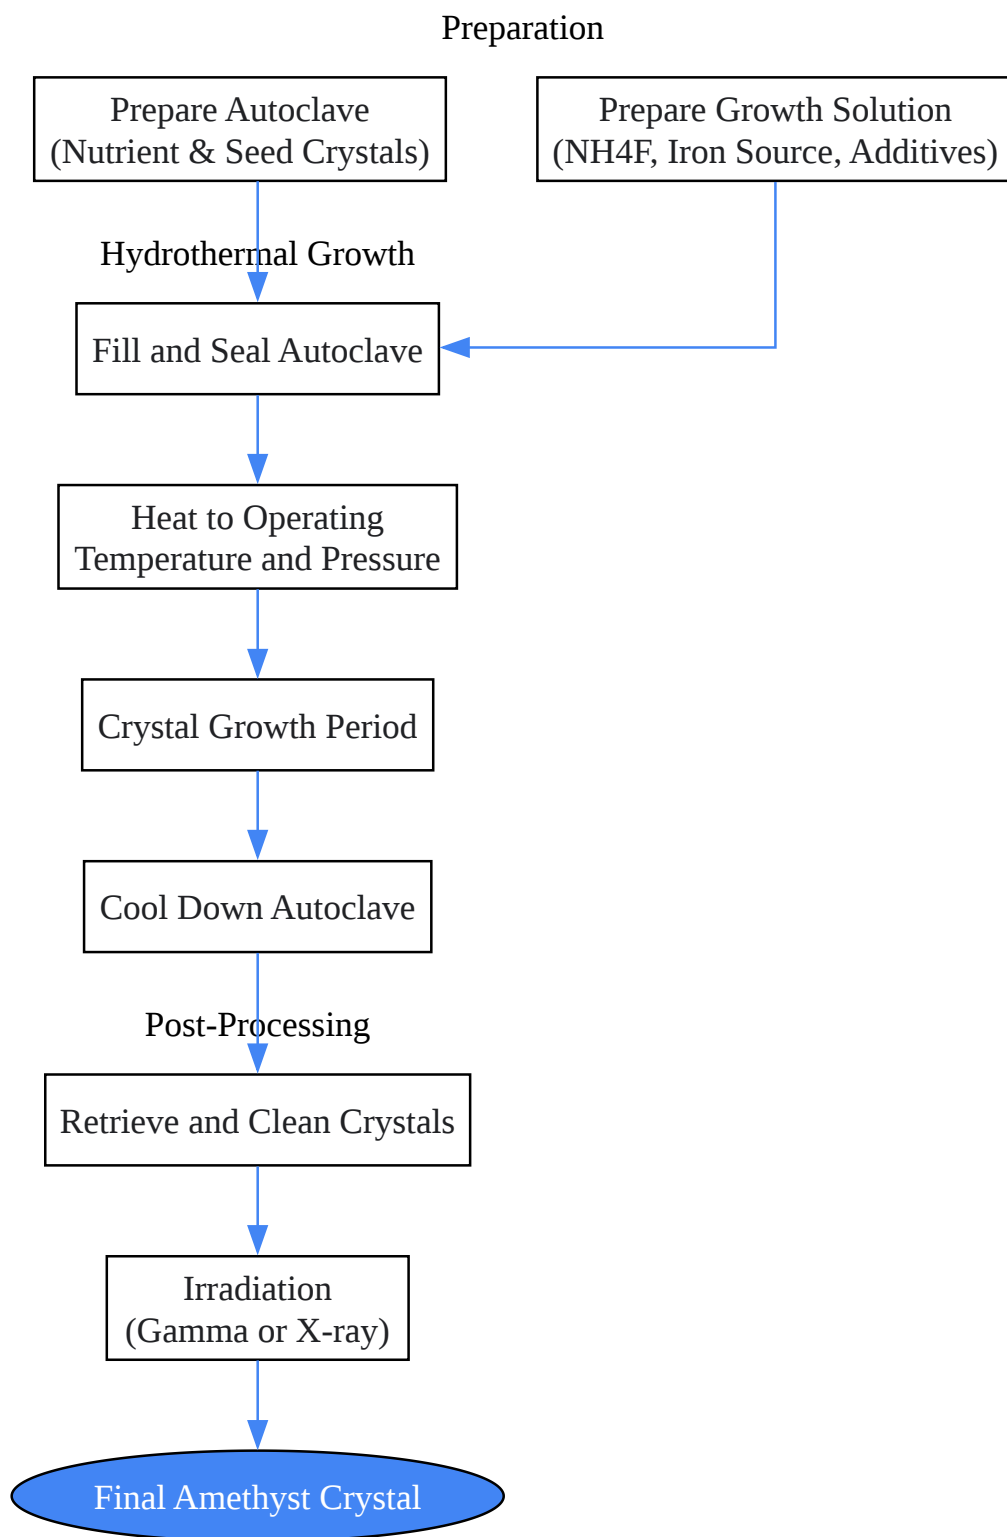 Preparation
Prepare Autoclave
(Nutrient & Seed Crystals)
Prepare Growth Solution
(NH4F, Iron Source, Additives)
Hydrothermal Growth
Fill and Seal Autoclave
Heat to Operating
Temperature and Pressure
Crystal Growth Period
Cool Down Autoclave
Post-Processing
Retrieve and Clean Crystals
Irradiation
(Gamma or X-ray)
Final Amethyst Crystal